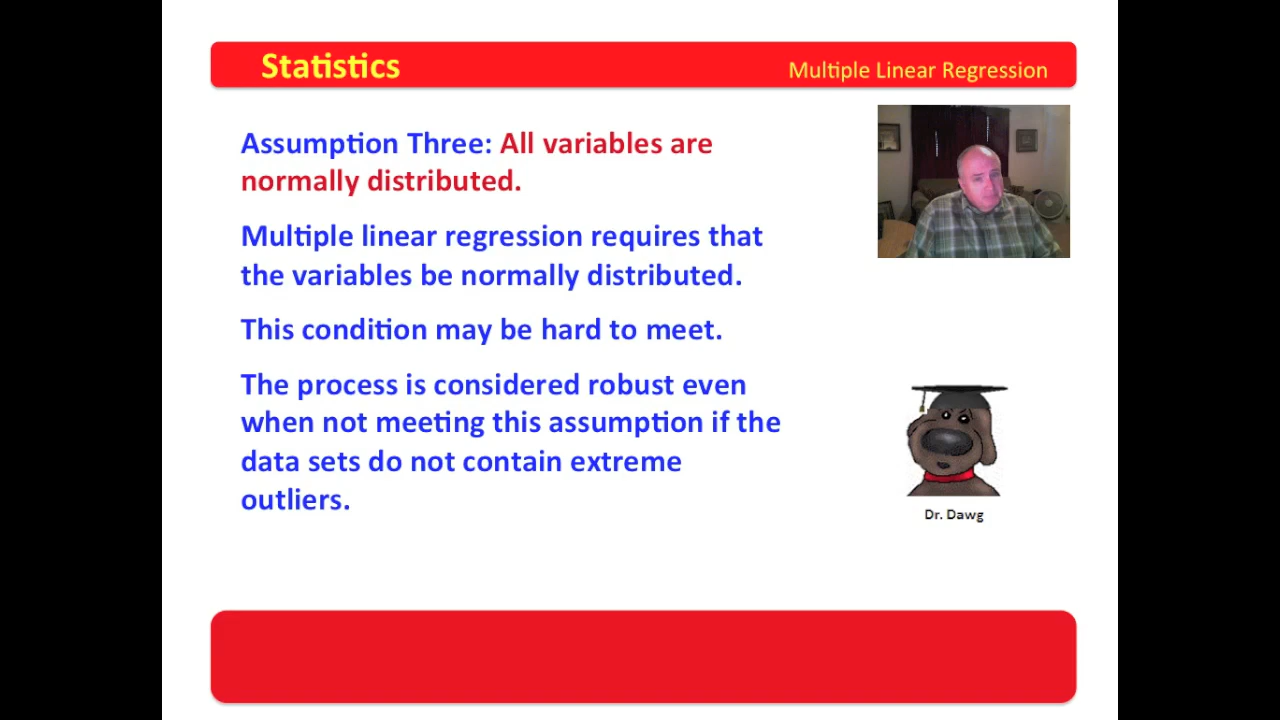 Statistics
Multiple Linear Regression
Assumption Three: All variables are
normally distributed.
Multiple linear regression requires that
the variables be normally distributed.
This condition may be hard to meet.
The process is considered robust even
when not meeting this assumption if the
data sets do not contain extreme
outliers.
Dr. Dawg